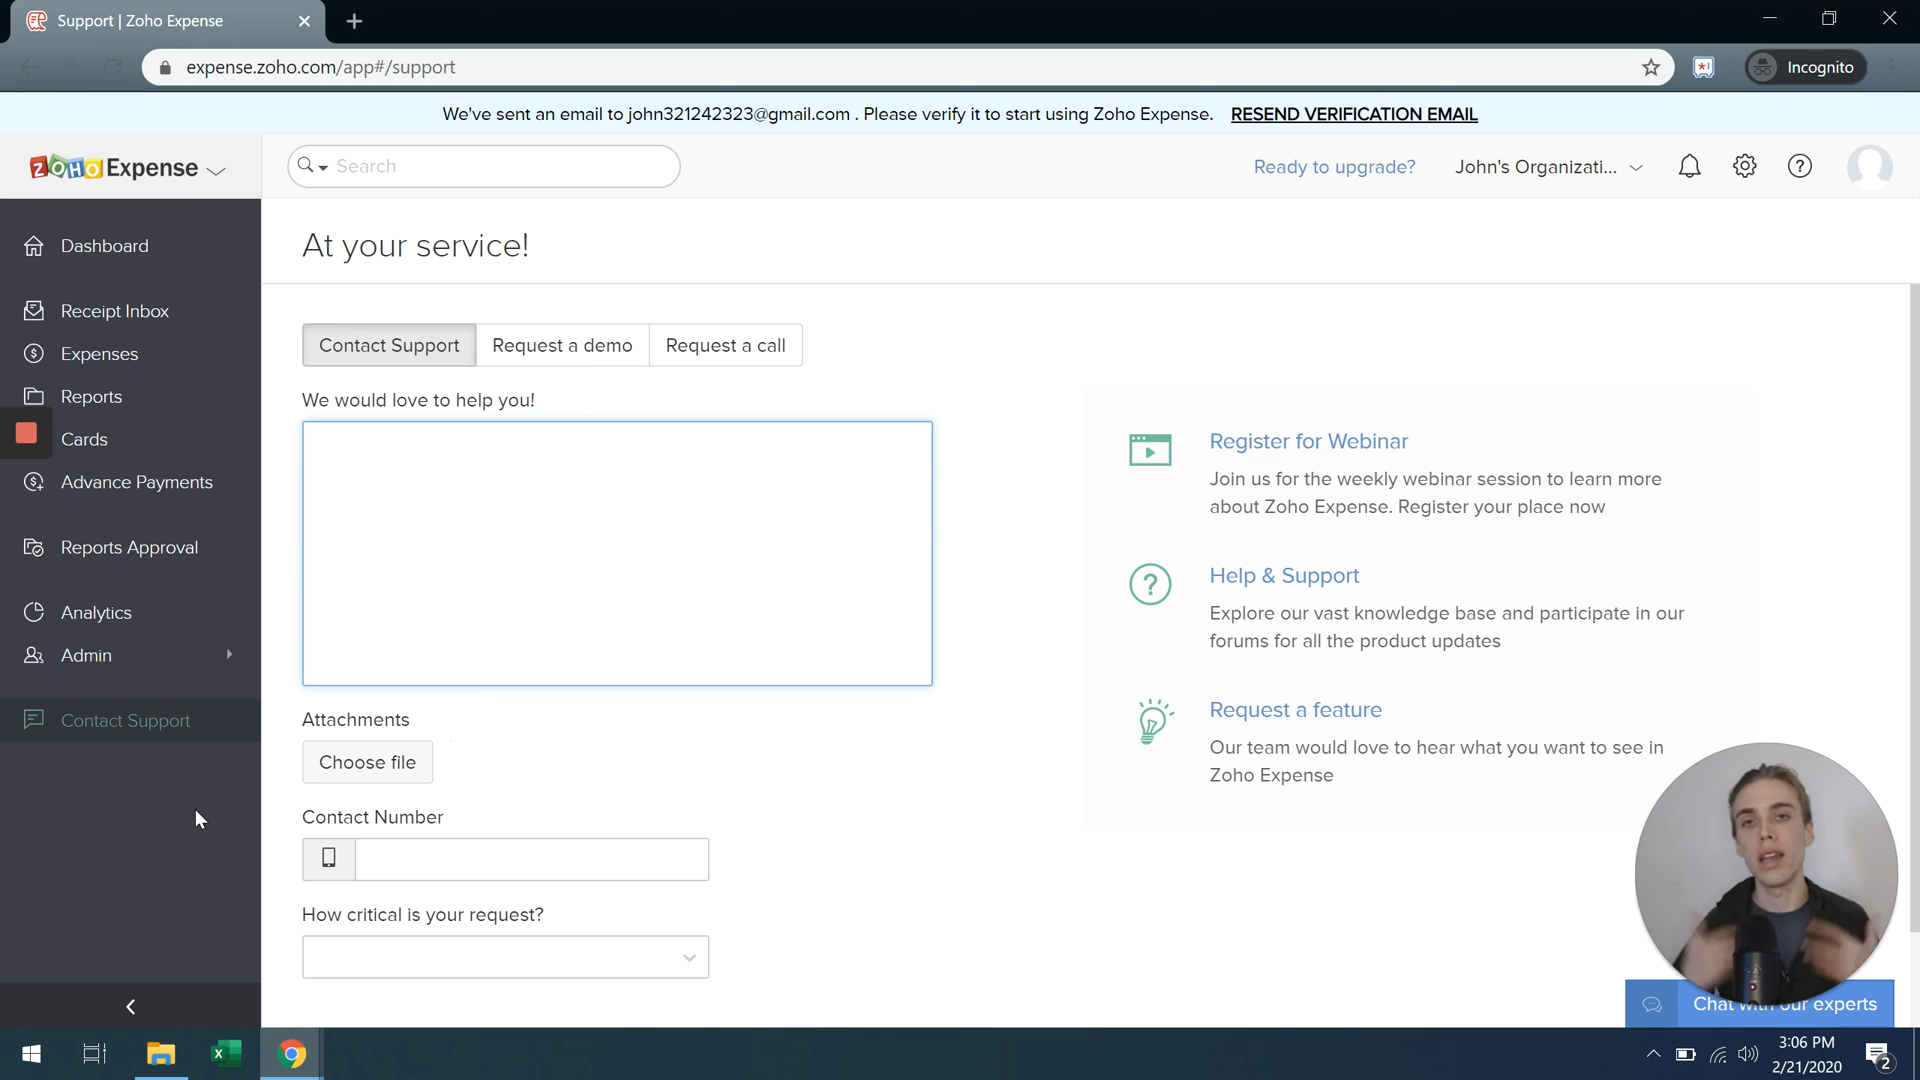 Support | Zoho Expense
expense.zoho.com/app#/support
Incognito
We've sent an email to john321242323@gmail.com . Please verify it to start using Zoho Expense. RESEND VERIFICATION EMAIL
ZOHO Expense
Search
Ready to upgrade?
John's Organizati...
Dashboard
Receipt Inbox
Expenses
Reports
Cards
Advance Payments
Reports Approval
Analytics
Admin
Contact Support
At your service!
Contact Support
Request a demo
Request a call
We would love to help you!
Attachments
Choose file
Contact Number
How critical is your request?
Register for Webinar
Join us for the weekly webinar session to learn more
about Zoho Expense. Register your place now
Help & Support
Explore our vast knowledge base and participate in our
forums for all the product updates
Request a feature
Our team would love to hear what you want to see in
Zoho Expense
Chat with our experts
3:06 PM
2/21/2020
2